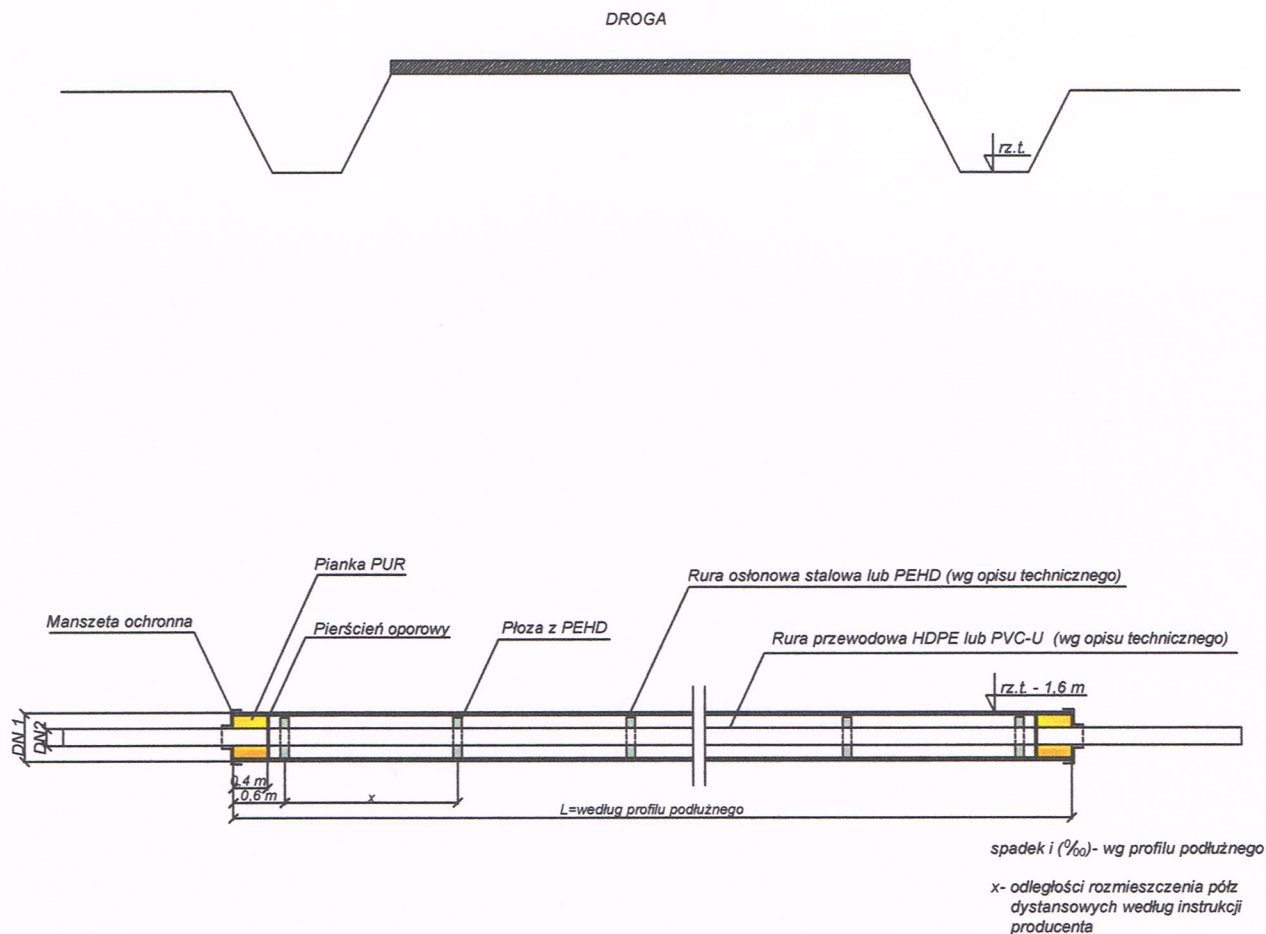 DROGA
rz.t.
Pianka PUR
Rura osłonowa stalowa lub PEHD (wg opisu technicznego)
Manszeta ochronna
Pierścień oporowy
Płoza z PEHD
Rura przewodowa HDPE lub PVC-U (wg opisu technicznego)
rz.t. - 1,6 m
DN 1
DN2
0,4 m
0,6 m
x
L=według profilu podłużnego
spadek i (‰)- wg profilu podłużnego
x- odległości rozmieszczenia półz
dystansowych według instrukcji
producenta